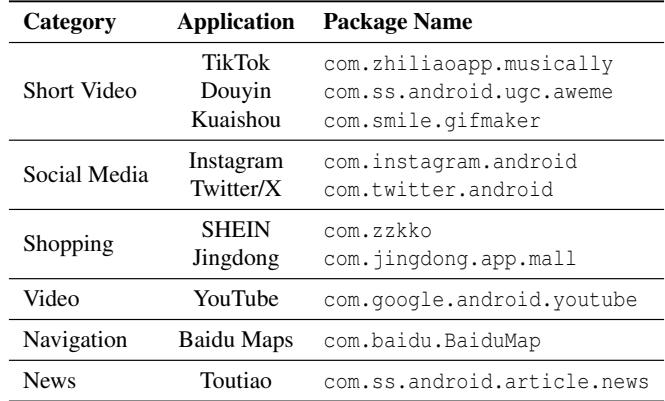 Category Application Package Name
TikTok com.zhiliaoapp.musically
Short Video Douyin com.ss.android.ugc.aweme
Kuaishou com.smile.gifmaker
Instagram com.instagram.android
Social Media
Twitter/X com.twitter.android
SHEIN com.zzkko
Shopping
Jingdong com.jingdong.app.mall
Video YouTube com.google.android.youtube
Navigation Baidu Maps com.baidu.BaiduMap
News Toutiao com.ss.android.article.news